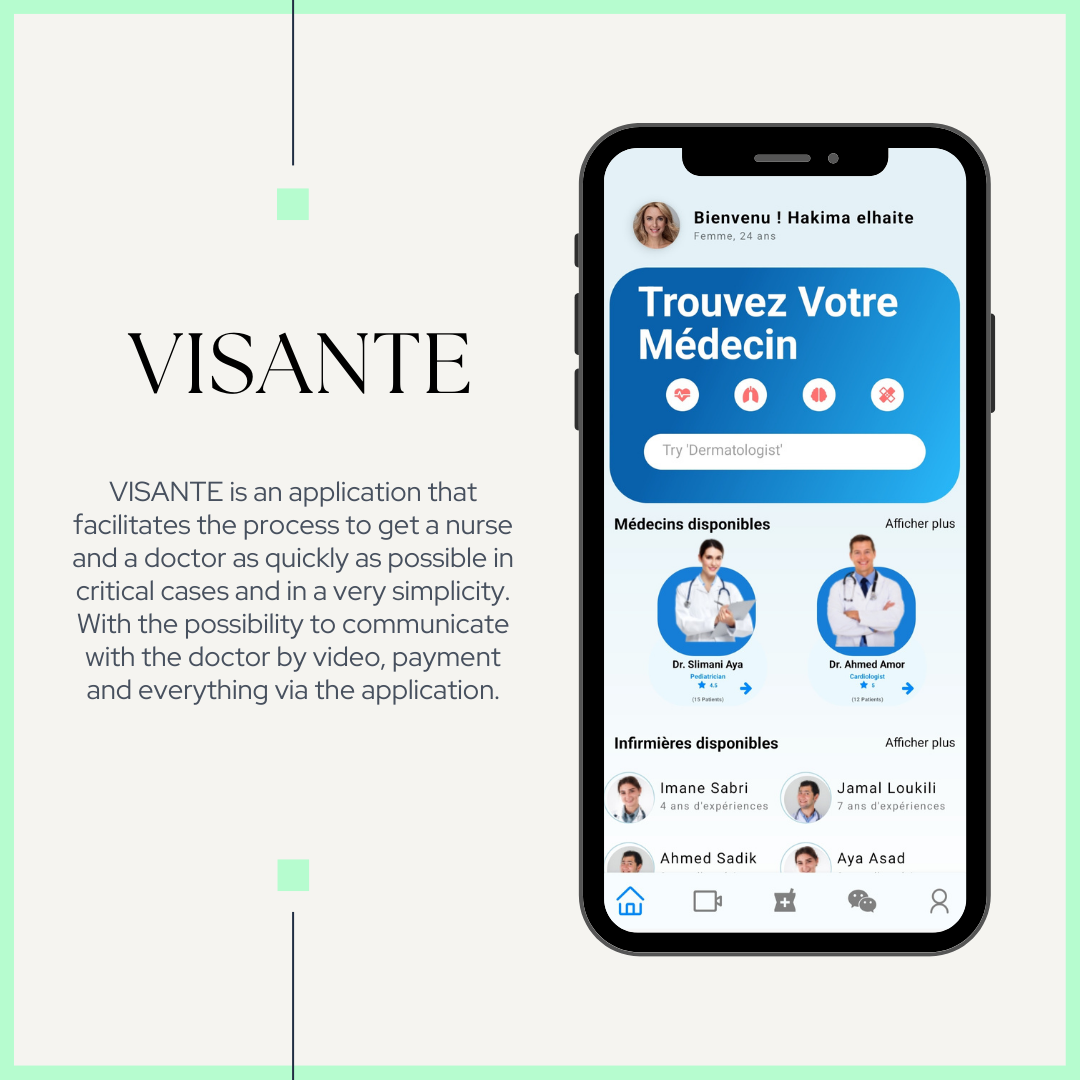 VISANTE
VISANTE is an application that
facilitates the process to get a nurse
and a doctor as quickly as possible in
critical cases and in a very simplicity.
With the possibility to communicate
with the doctor by video, payment
and everything via the application.
Bienvenu ! Hakima elhaite
Femme, 24 ans
Trouvez Votre
Médecin
Try 'Dermatologist'
Médecins disponibles
Afficher plus
Dr. Slimani Aya
Pediatrician
4.5
(15 Patients)
Dr. Ahmed Amor
Cardiologist
5
(12 Patients)
Infirmières disponibles
Afficher plus
Imane Sabri
4 ans d'expériences
Jamal Loukili
7 ans d'expériences
Ahmed Sadik
Aya Asad